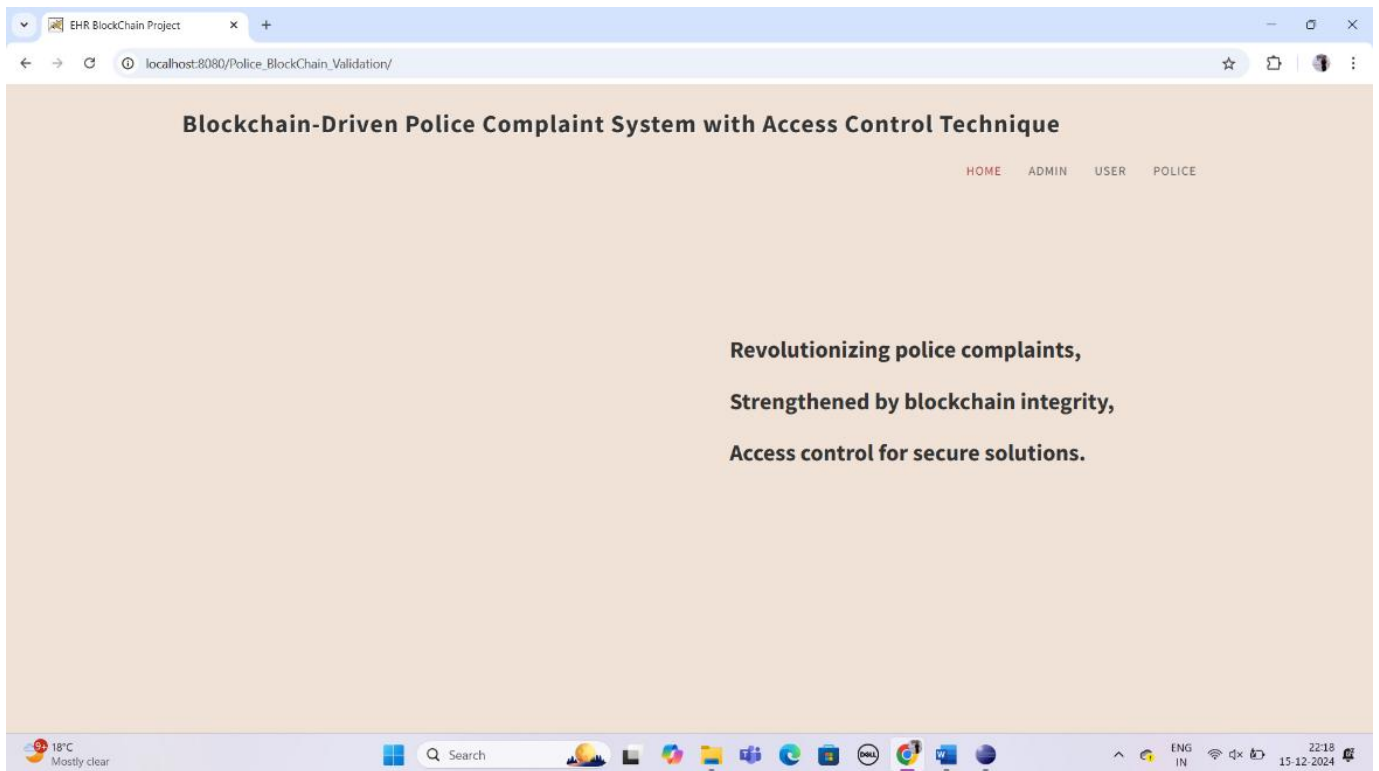 EHR BlockChain Project
localhost:8080/Police_BlockChain_Validation/
Blockchain-Driven Police Complaint System with Access Control Technique
HOME ADMIN USER POLICE
Revolutionizing police complaints,
Strengthened by blockchain integrity,
Access control for secure solutions.
9+
18°C
Mostly clear
Search
DELL
ENG
IN
22:18
15-12-2024